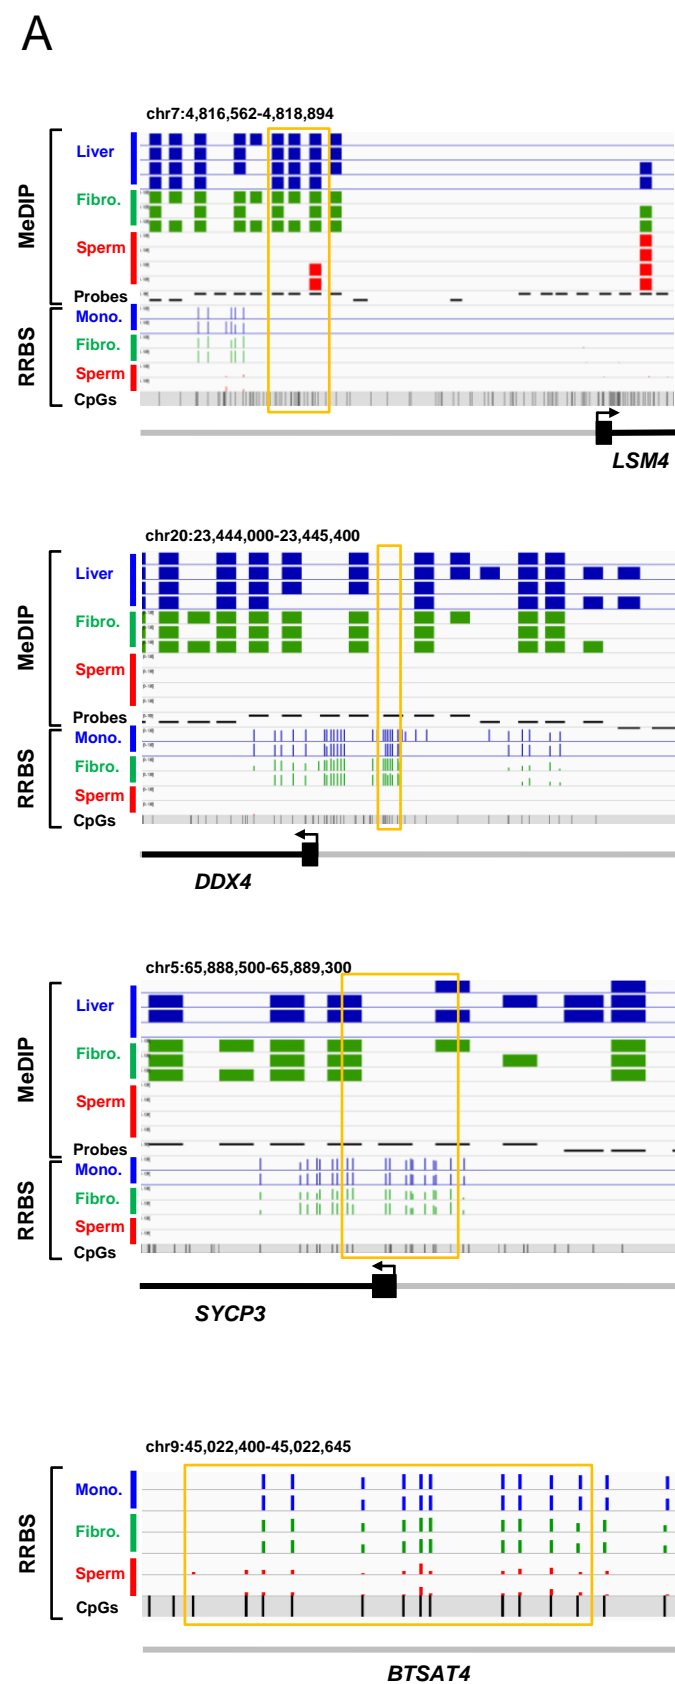 A
chr7:4,816,562-4,818,894
MeDIP
Liver
Fibro.
Sperm
Probes
RRBS
Mono.
Fibro.
Sperm
CpGs
LSM4
chr20:23,444,000-23,445,400
MeDIP
Liver
Fibro.
Sperm
Probes
RRBS
Mono.
Fibro.
Sperm
CpGs
DDX4
chr5:65,888,500-65,889,300
MeDIP
Liver
Fibro.
Sperm
Probes
RRBS
Mono.
Fibro.
Sperm
CpGs
SYCP3
chr9:45,022,400-45,022,645
RRBS
Mono.
Fibro.
Sperm
CpGs
BTSAT4